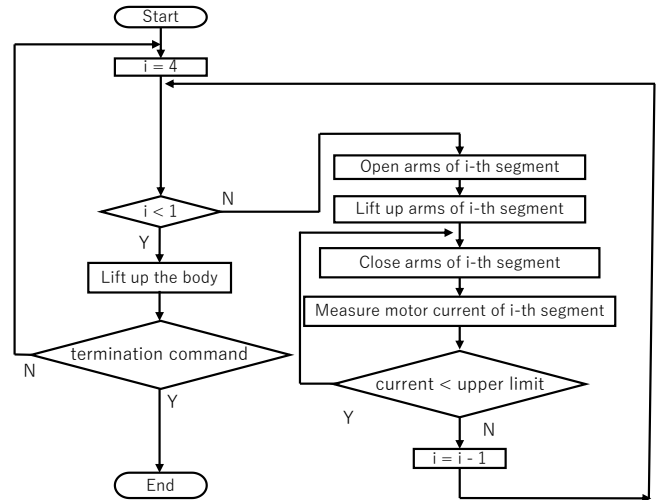 Start
i = 4
i < 1
N
Y
Lift up the body
termination command
N
Y
End
Open arms of i-th segment
Lift up arms of i-th segment
Close arms of i-th segment
Measure motor current of i-th segment
current < upper limit
Y
N
i = i - 1